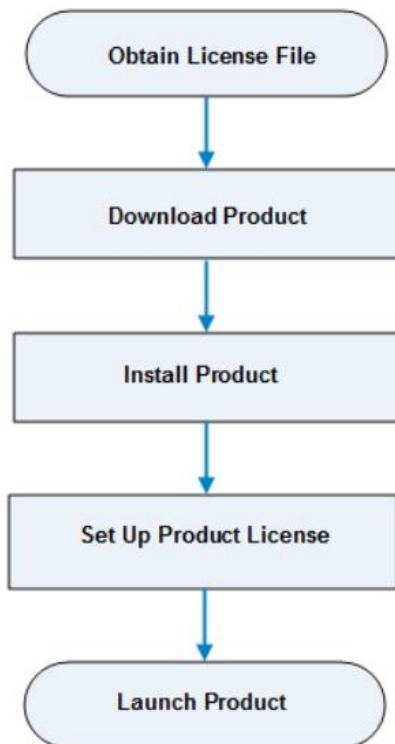 Obtain License File
Download Product
Install Product
Set Up Product License
Launch Product